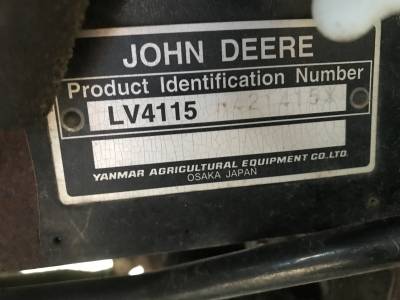 JOHN DEERE
Product Identification Number
LV4115
YANMAR AGRICULTURAL EQUIPMENT CO.LTD.
OSAKA JAPAN